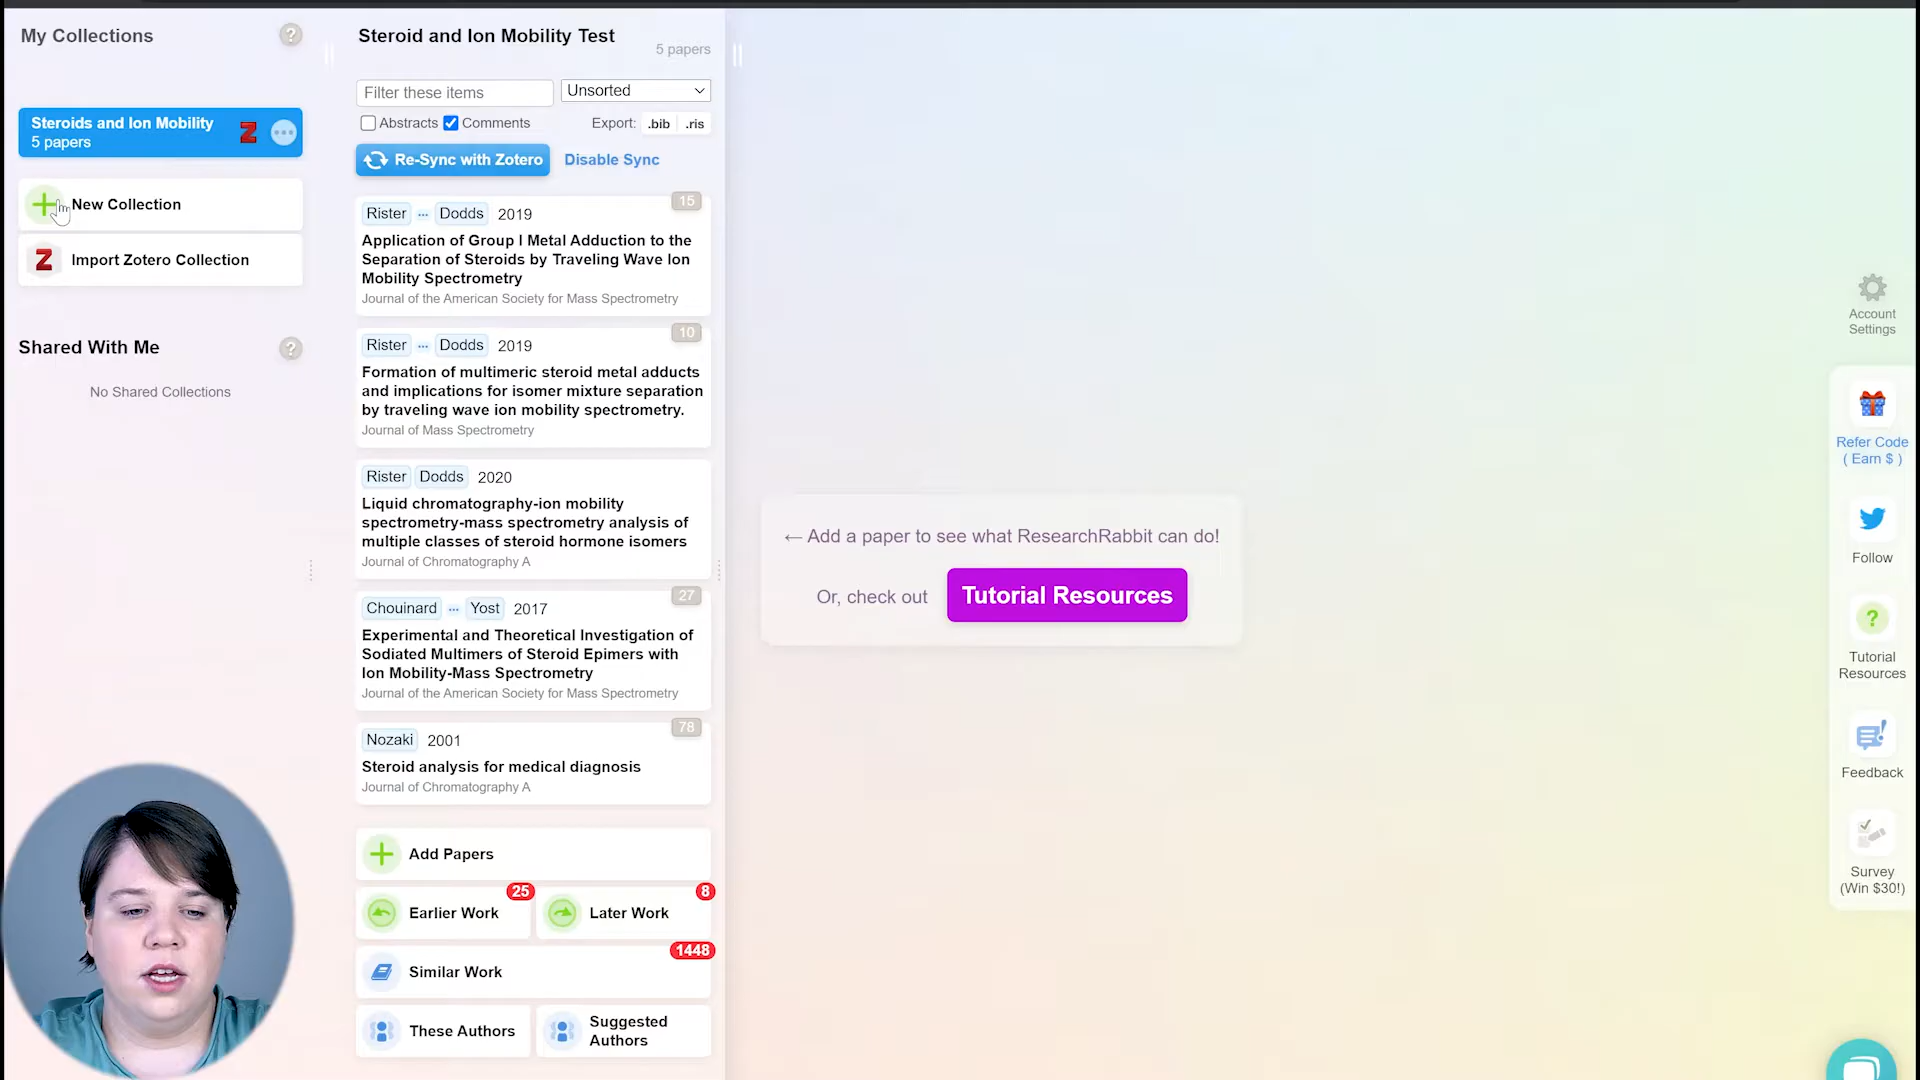 My Collections
?
Steroids and Ion Mobility
5 papers
Z
New Collection
Z
Import Zotero Collection
Shared With Me
?
No Shared Collections
Steroid and Ion Mobility Test
5 papers
Filter these items
Unsorted
Abstracts
Comments
Export:
.bib
.ris
Re-Sync with Zotero
Disable Sync
15
Rister ... Dodds 2019
Application of Group I Metal Adduction to the
Separation of Steroids by Traveling Wave Ion
Mobility Spectrometry
Journal of the American Society for Mass Spectrometry
10
Rister ... Dodds 2019
Formation of multimeric steroid metal adducts
and implications for isomer mixture separation
by traveling wave ion mobility spectrometry.
Journal of Mass Spectrometry
Rister Dodds 2020
Liquid chromatography-ion mobility
spectrometry-mass spectrometry analysis of
multiple classes of steroid hormone isomers
Journal of Chromatography A
27
Chouinard ... Yost 2017
Experimental and Theoretical Investigation of
Sodiated Multimers of Steroid Epimers with
Ion Mobility-Mass Spectrometry
Journal of the American Society for Mass Spectrometry
78
Nozaki 2001
Steroid analysis for medical diagnosis
Journal of Chromatography A
Add Papers
25
Earlier Work
8
Later Work
1448
Similar Work
These Authors
Suggested
Authors
← Add a paper to see what ResearchRabbit can do!
Or, check out
Tutorial Resources
Account
Settings
Refer Code
( Earn $ )
Follow
?
Tutorial
Resources
Feedback
Survey
(Win $30!)